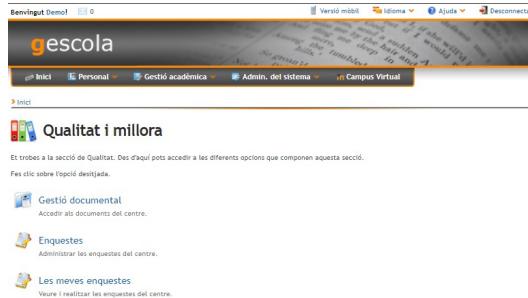 Benvingut Demo! 0 Versió mòbil Idioma Ajuda Desconnecta
gescola
Inici Personal Gestió acadèmica Admin. del sistema Campus Virtual
Inici
Qualitat i millora
Et trobes a la secció de Qualitat. Des d'aquí pots accedir a les diferents opcions que componen aquesta secció.
Fes clic sobre l'opció desitjada.
Gestió documental
Accedir als documents del centre.
Enquestes
Administrar les enquestes del centre.
Les meves enquestes
Veure i realitzar les enquestes del centre.